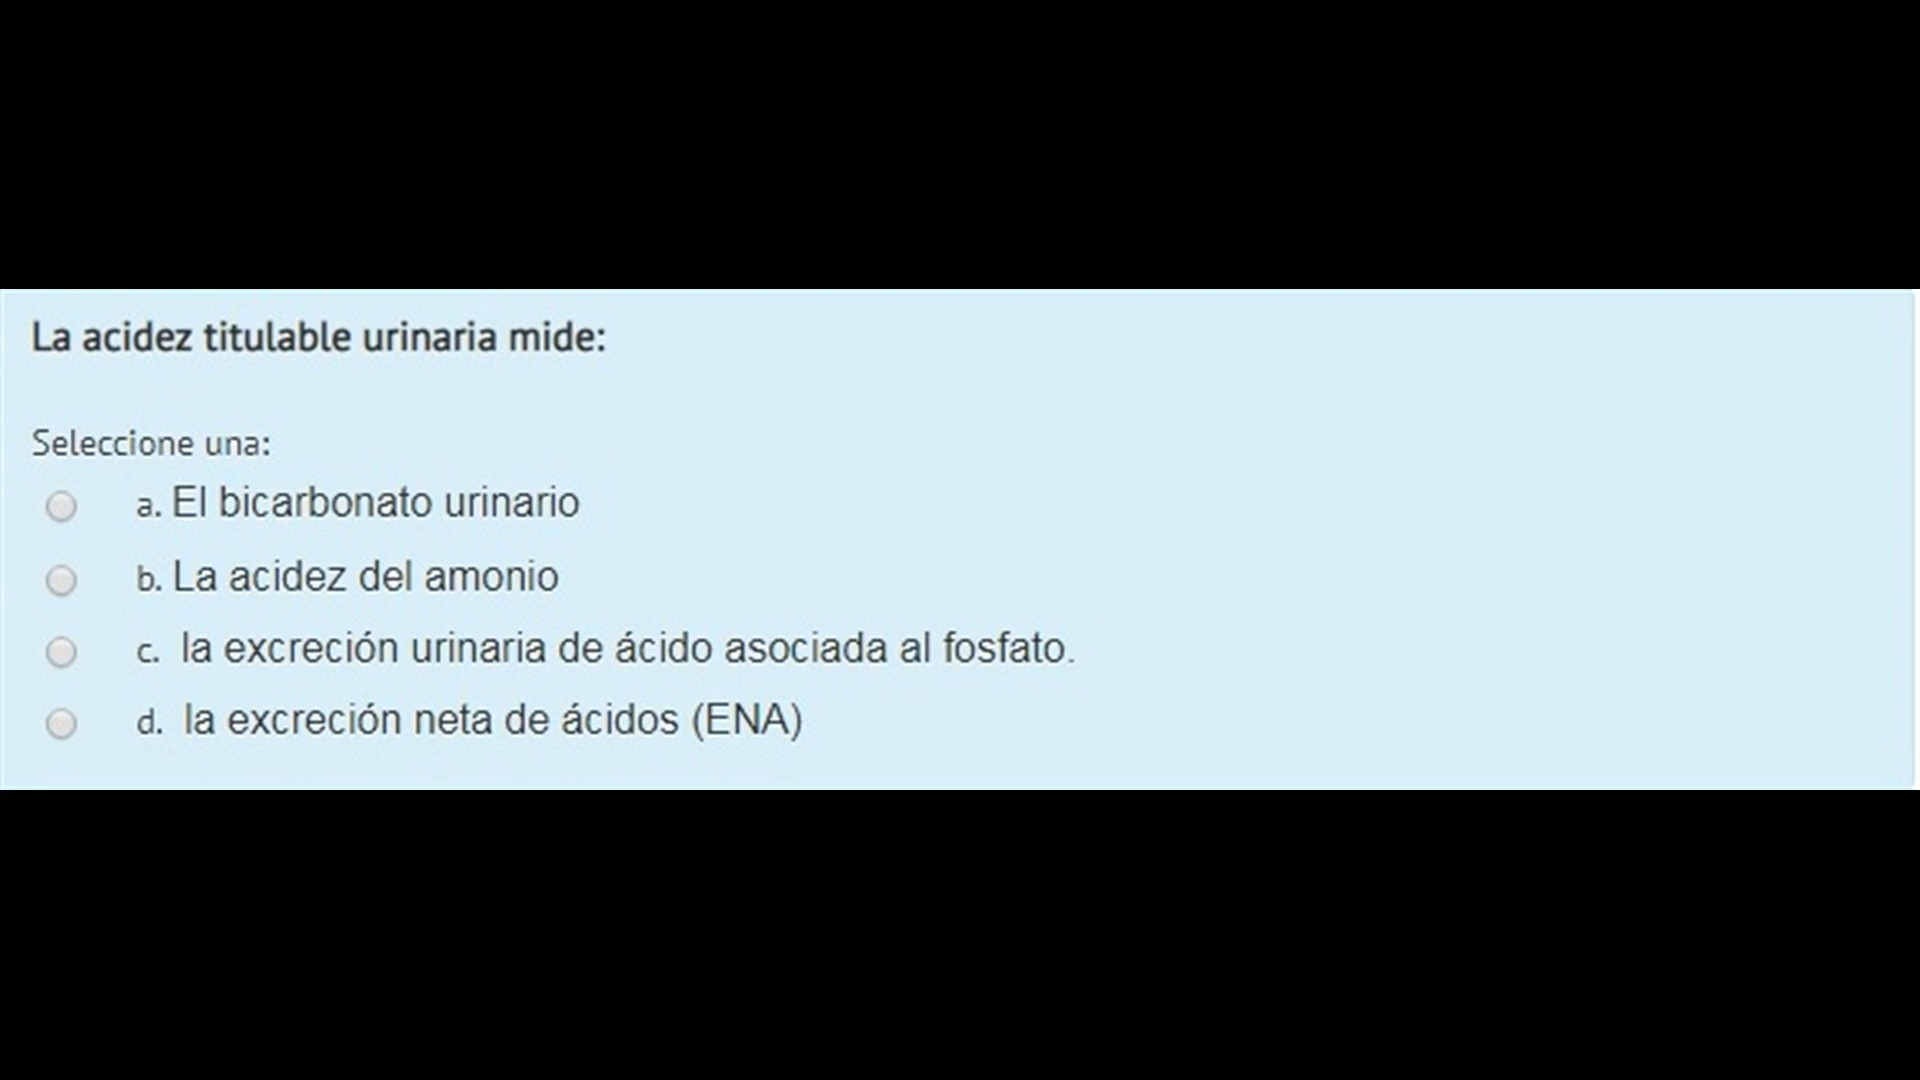 La acidez titulable urinaria mide:
Seleccione una:
a. El bicarbonato urinario
b. La acidez del amonio
c. la excreción urinaria de ácido asociada al fosfato.
d. la excreción neta de ácidos (ENA)